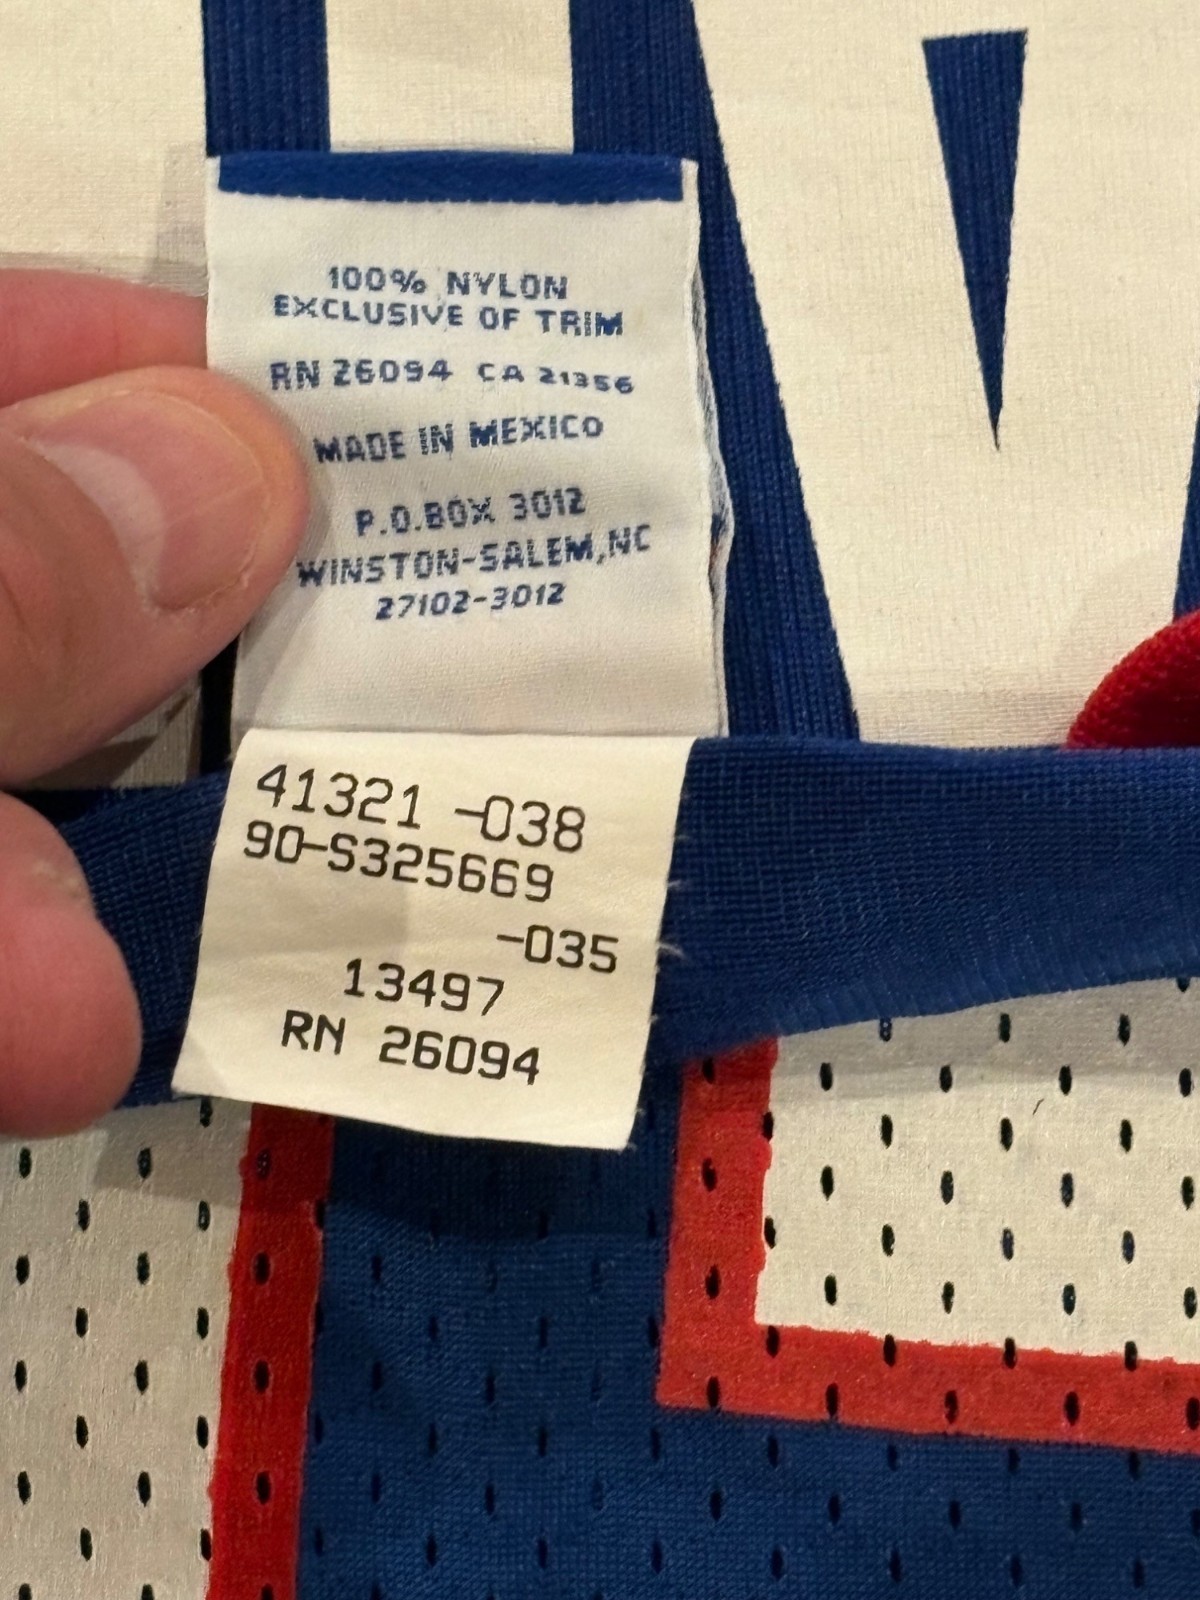 100% NYLON
EXCLUSIVE OF TRIM
RN 26094 CA 21356
MADE IN MEXICO
P.O.BOX 3012
WINSTON-SALEM,NC
27102-3012
41321 -038
90-S325669
-035
13497
RN 26094